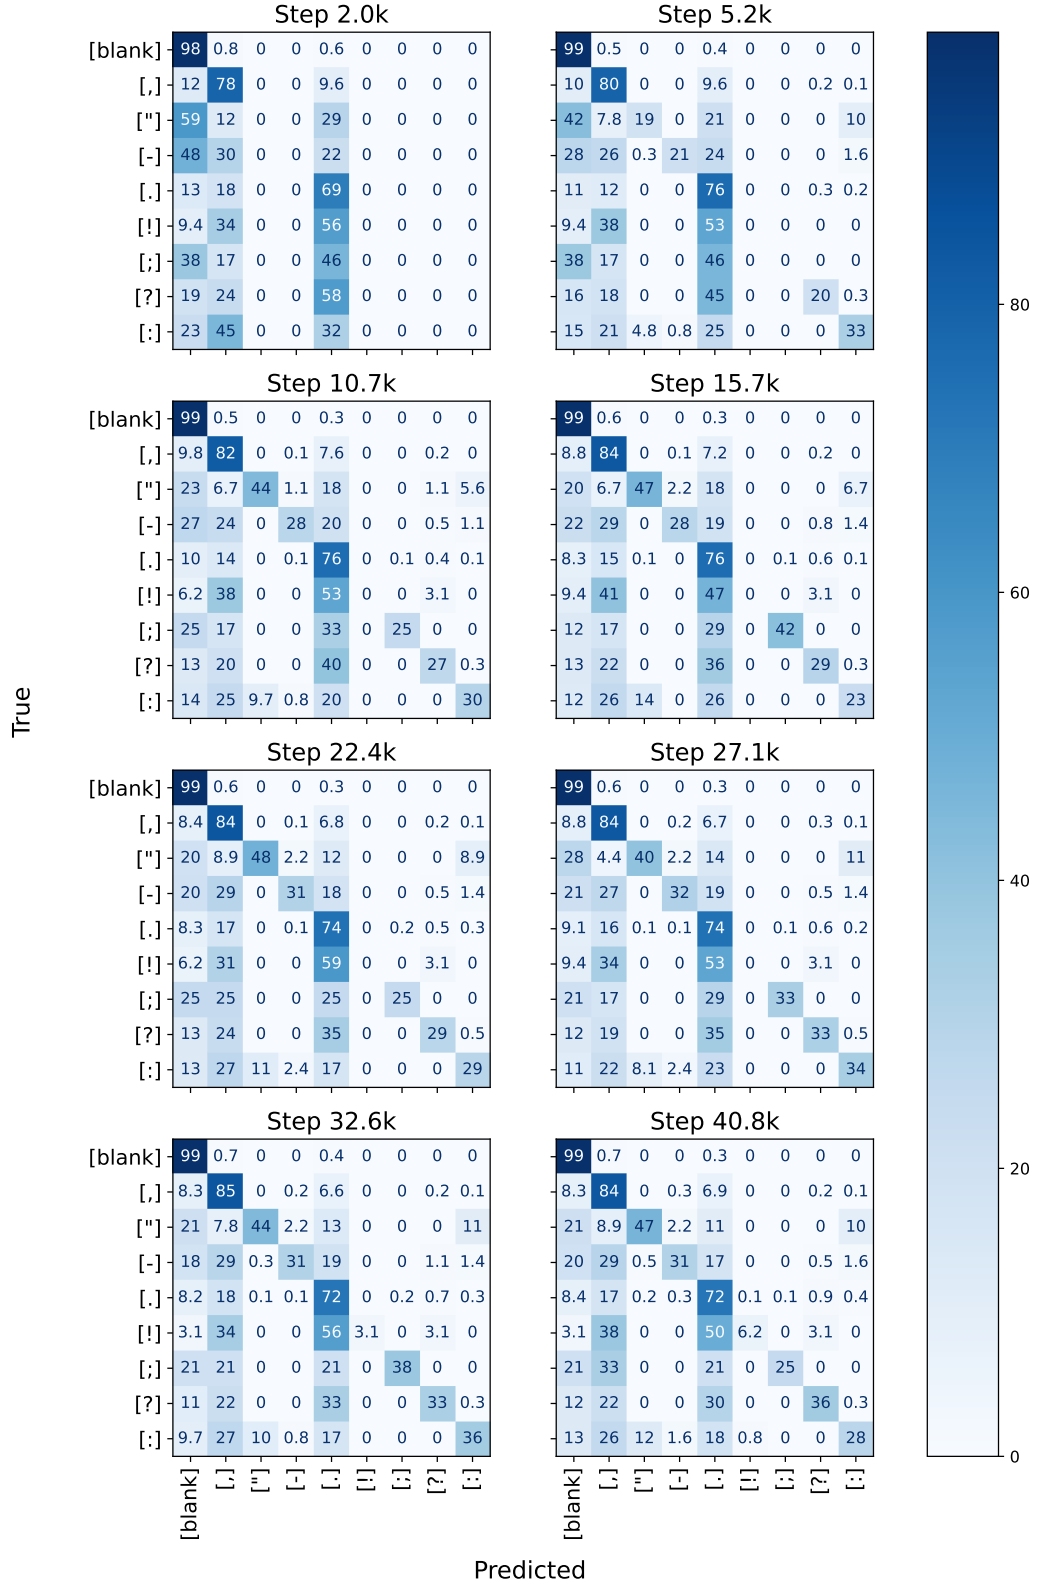 Step 2.0k
Step 5.2k
[blank] 98 0.8 0 0 0.6 0 0 0 0 99 0.5 0 0 0.4 0 0 0 0
[,] 12 78 0 0 9.6 0 0 0 0 10 80 0 0 9.6 0 0 0.2 0.1
["] 59 12 0 0 29 0 0 0 0 42 7.8 19 0 21 0 0 0 10
[-] 48 30 0 0 22 0 0 0 0 28 26 0.3 21 24 0 0 0 1.6
[.] 13 18 0 0 69 0 0 0 0 11 12 0 0 76 0 0 0.3 0.2
[!] 9.4 34 0 0 56 0 0 0 0 9.4 38 0 0 53 0 0 0 0
[;] 38 17 0 0 46 0 0 0 0 38 17 0 0 46 0 0 0 0
[?] 19 24 0 0 58 0 0 0 0 16 18 0 0 45 0 0 20 0.3
[:] 23 45 0 0 32 0 0 0 0 15 21 4.8 0.8 25 0 0 0 33
Step 10.7k
Step 15.7k
[blank] 99 0.5 0 0 0.3 0 0 0 0 99 0.6 0 0 0.3 0 0 0 0
[,] 9.8 82 0 0.1 7.6 0 0 0.2 0 8.8 84 0 0.1 7.2 0 0 0.2 0
["] 23 6.7 44 1.1 18 0 0 1.1 5.6 20 6.7 47 2.2 18 0 0 0 6.7
[-] 27 24 0 28 20 0 0 0.5 1.1 22 29 0 28 19 0 0 0.8 1.4
[.] 10 14 0 0.1 76 0 0.1 0.4 0.1 8.3 15 0.1 0 76 0 0.1 0.6 0.1
[!] 6.2 38 0 0 53 0 0 3.1 0 9.4 41 0 0 47 0 0 3.1 0
[;] 25 17 0 0 33 0 25 0 0 12 17 0 0 29 0 42 0 0
[?] 13 20 0 0 40 0 0 27 0.3 13 22 0 0 36 0 0 29 0.3
[:] 14 25 9.7 0.8 20 0 0 0 30 12 26 14 0 26 0 0 0 23
Step 22.4k
Step 27.1k
[blank] 99 0.6 0 0 0.3 0 0 0 0 99 0.6 0 0 0.3 0 0 0 0
[,] 8.4 84 0 0.1 6.8 0 0 0.2 0.1 8.8 84 0 0.2 6.7 0 0 0.3 0.1
["] 20 8.9 48 2.2 12 0 0 0 8.9 28 4.4 40 2.2 14 0 0 0 11
[-] 20 29 0 31 18 0 0 0.5 1.4 21 27 0 32 19 0 0 0.5 1.4
[.] 8.3 17 0 0.1 74 0 0.2 0.5 0.3 9.1 16 0.1 0.1 74 0 0.1 0.6 0.2
[!] 6.2 31 0 0 59 0 0 3.1 0 9.4 34 0 0 53 0 0 3.1 0
[;] 25 25 0 0 25 0 25 0 0 21 17 0 0 29 0 33 0 0
[?] 13 24 0 0 35 0 0 29 0.5 12 19 0 0 35 0 0 33 0.5
[:] 13 27 11 2.4 17 0 0 0 29 11 22 8.1 2.4 23 0 0 0 34
Step 32.6k
Step 40.8k
[blank] 99 0.7 0 0 0.4 0 0 0 0 99 0.7 0 0 0.3 0 0 0 0
[,] 8.3 85 0 0.2 6.6 0 0 0.2 0.1 8.3 84 0 0.3 6.9 0 0 0.2 0.1
["] 21 7.8 44 2.2 13 0 0 0 11 21 8.9 47 2.2 11 0 0 0 10
[-] 18 29 0.3 31 19 0 0 1.1 1.4 20 29 0.5 31 17 0 0 0.5 1.6
[.] 8.2 18 0.1 0.1 72 0 0.2 0.7 0.3 8.4 17 0.2 0.3 72 0.1 0.1 0.9 0.4
[!] 3.1 34 0 0 56 3.1 0 3.1 0 3.1 38 0 0 50 6.2 0 3.1 0
[;] 21 21 0 0 21 0 38 0 0 21 33 0 0 21 0 25 0 0
[?] 11 22 0 0 33 0 0 33 0.3 12 22 0 0 30 0 0 36 0.3
[:] 9.7 27 10 0.8 17 0 0 0 36 13 26 12 1.6 18 0.8 0 0 28
[blank] [,] ["] [-] [.] [!] [;] [?] [:] [blank] [,] ["] [-] [.] [!] [;] [?] [:]
True
Predicted
80
60
40
20
0